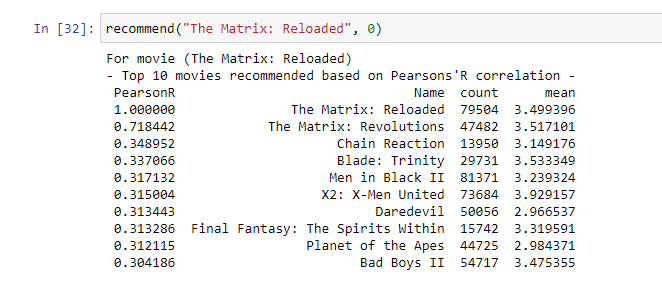 In [32]: recommend("The Matrix: Reloaded", 0)
For movie (The Matrix: Reloaded)
- Top 10 movies recommended based on Pearsons'R correlation -
PearsonR Name count mean
1.000000 The Matrix: Reloaded 79504 3.499396
0.718442 The Matrix: Revolutions 47482 3.517101
0.348952 Chain Reaction 13950 3.149176
0.337066 Blade: Trinity 29731 3.533349
0.317132 Men in Black II 81371 3.239324
0.315004 X2: X-Men United 73684 3.929157
0.313443 Daredevil 50056 2.966537
0.313286 Final Fantasy: The Spirits Within 15742 3.319591
0.312115 Planet of the Apes 44725 2.984371
0.304186 Bad Boys II 54717 3.475355